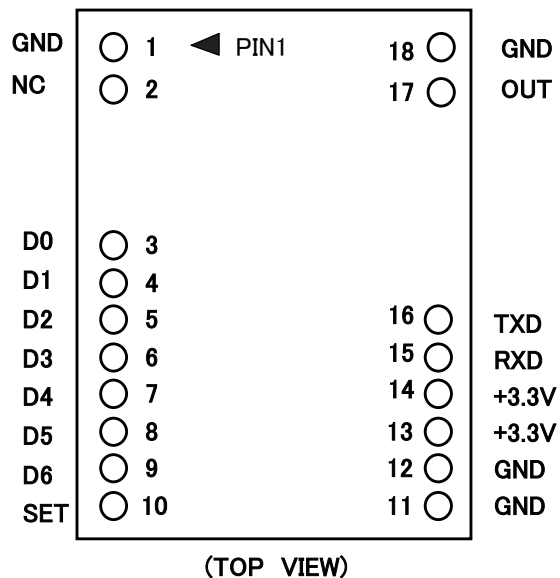 GND 1 ◀ PIN1 18 GND
NC 2 17 OUT
D0 3
D1 4
D2 5 16 TXD
D3 6 15 RXD
D4 7 14 +3.3V
D5 8 13 +3.3V
D6 9 12 GND
SET 10 11 GND
(TOP VIEW)